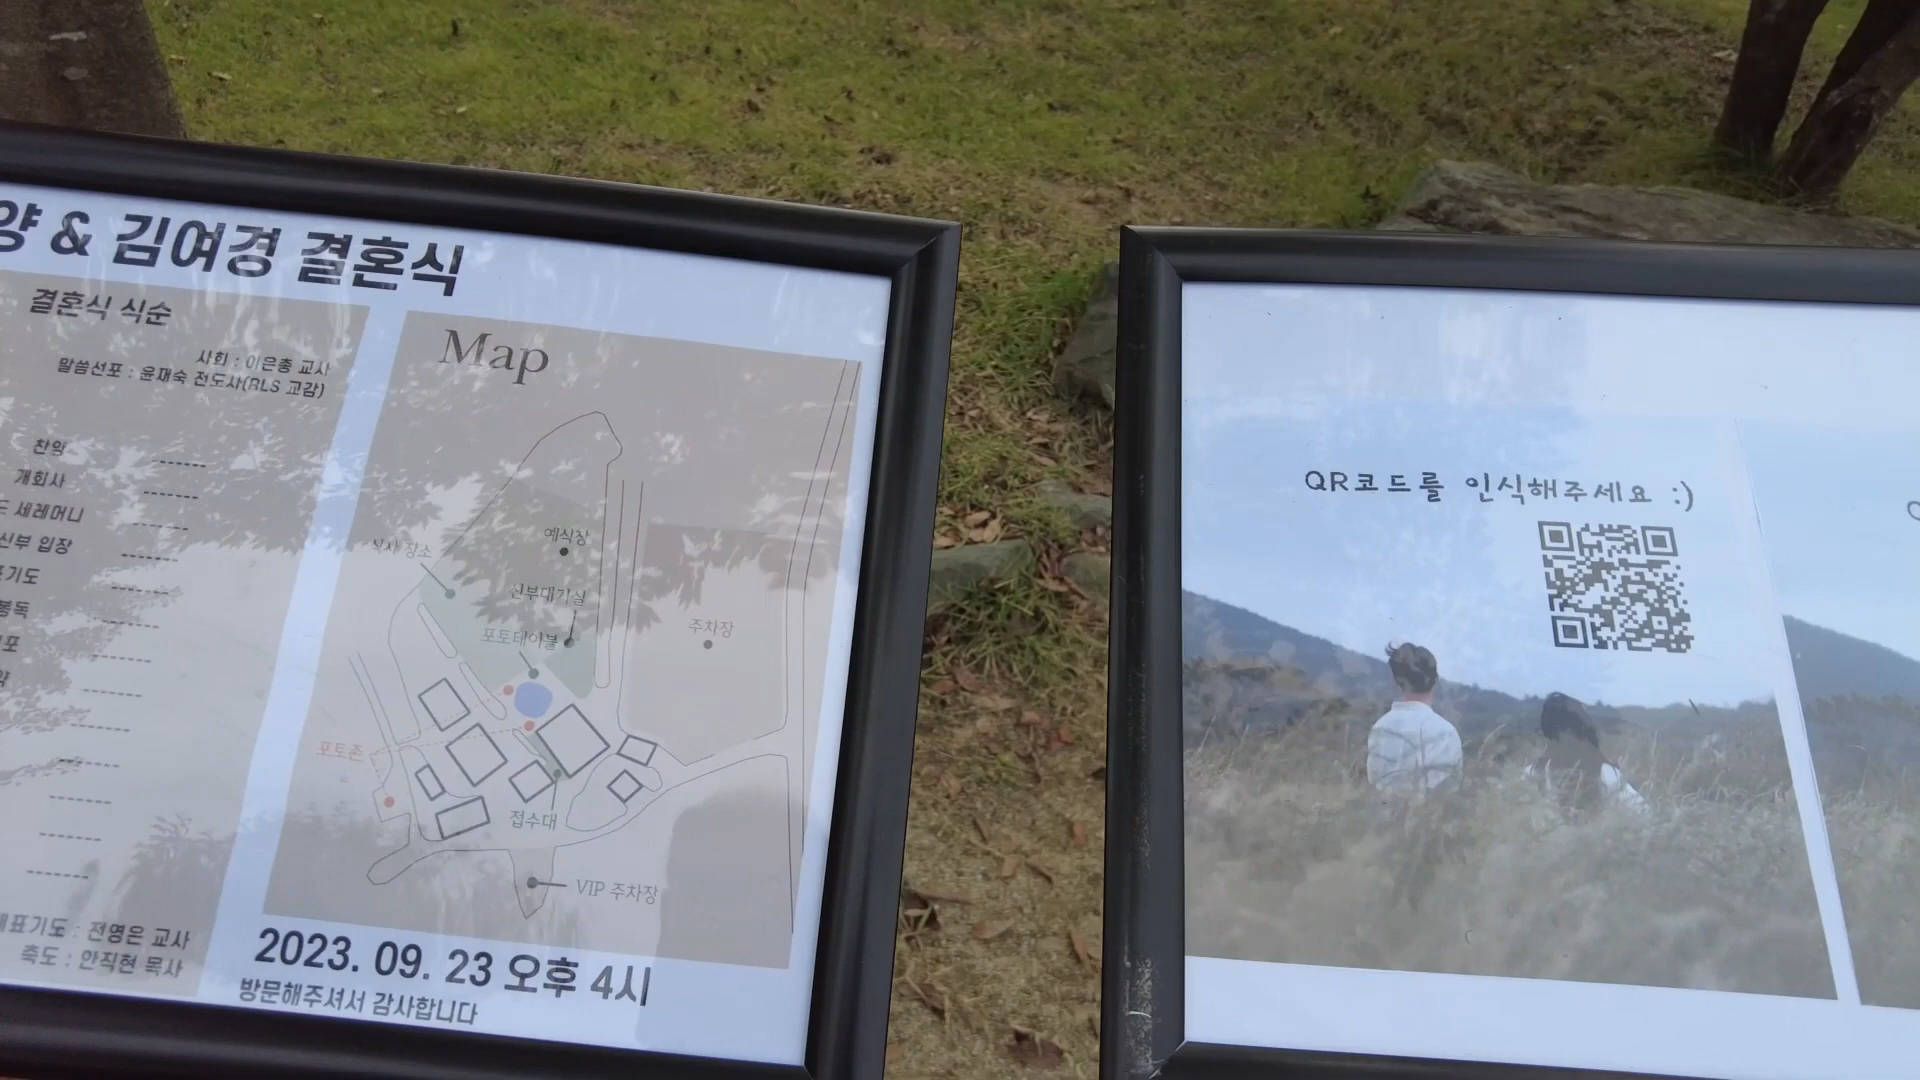 양 & 김여경 결혼식
결혼식 식순
사회 : 이은총 교사
말씀선포 : 윤재숙 전도사(RLS 교감)
찬양
개회사
세레머니
신부 입장
기도
봉독
대표기도 : 전영은 교사
축도 : 안직현 목사
Map
예식장
식사 장소
신부대기실
포토테이블
주차장
포토존
접수대
VIP 주차장
2023. 09. 23 오후 4시
방문해주셔서 감사합니다
QR코드를 인식해주세요 :)